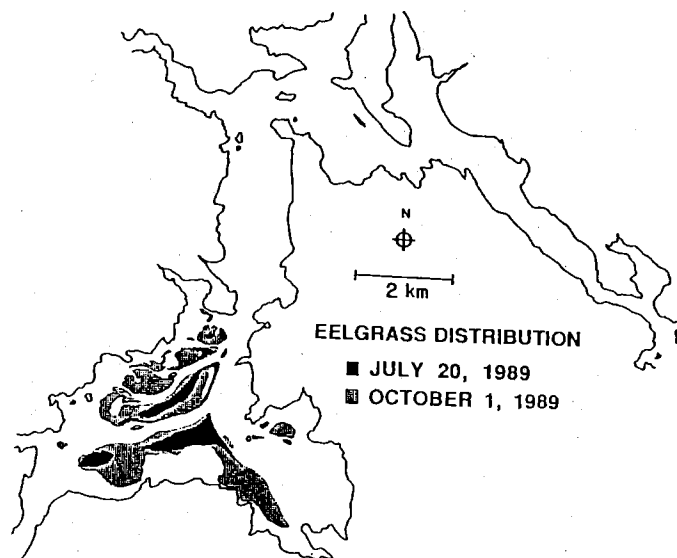 N
2 km
EELGRASS DISTRIBUTION
JULY 20, 1989
OCTOBER 1, 1989